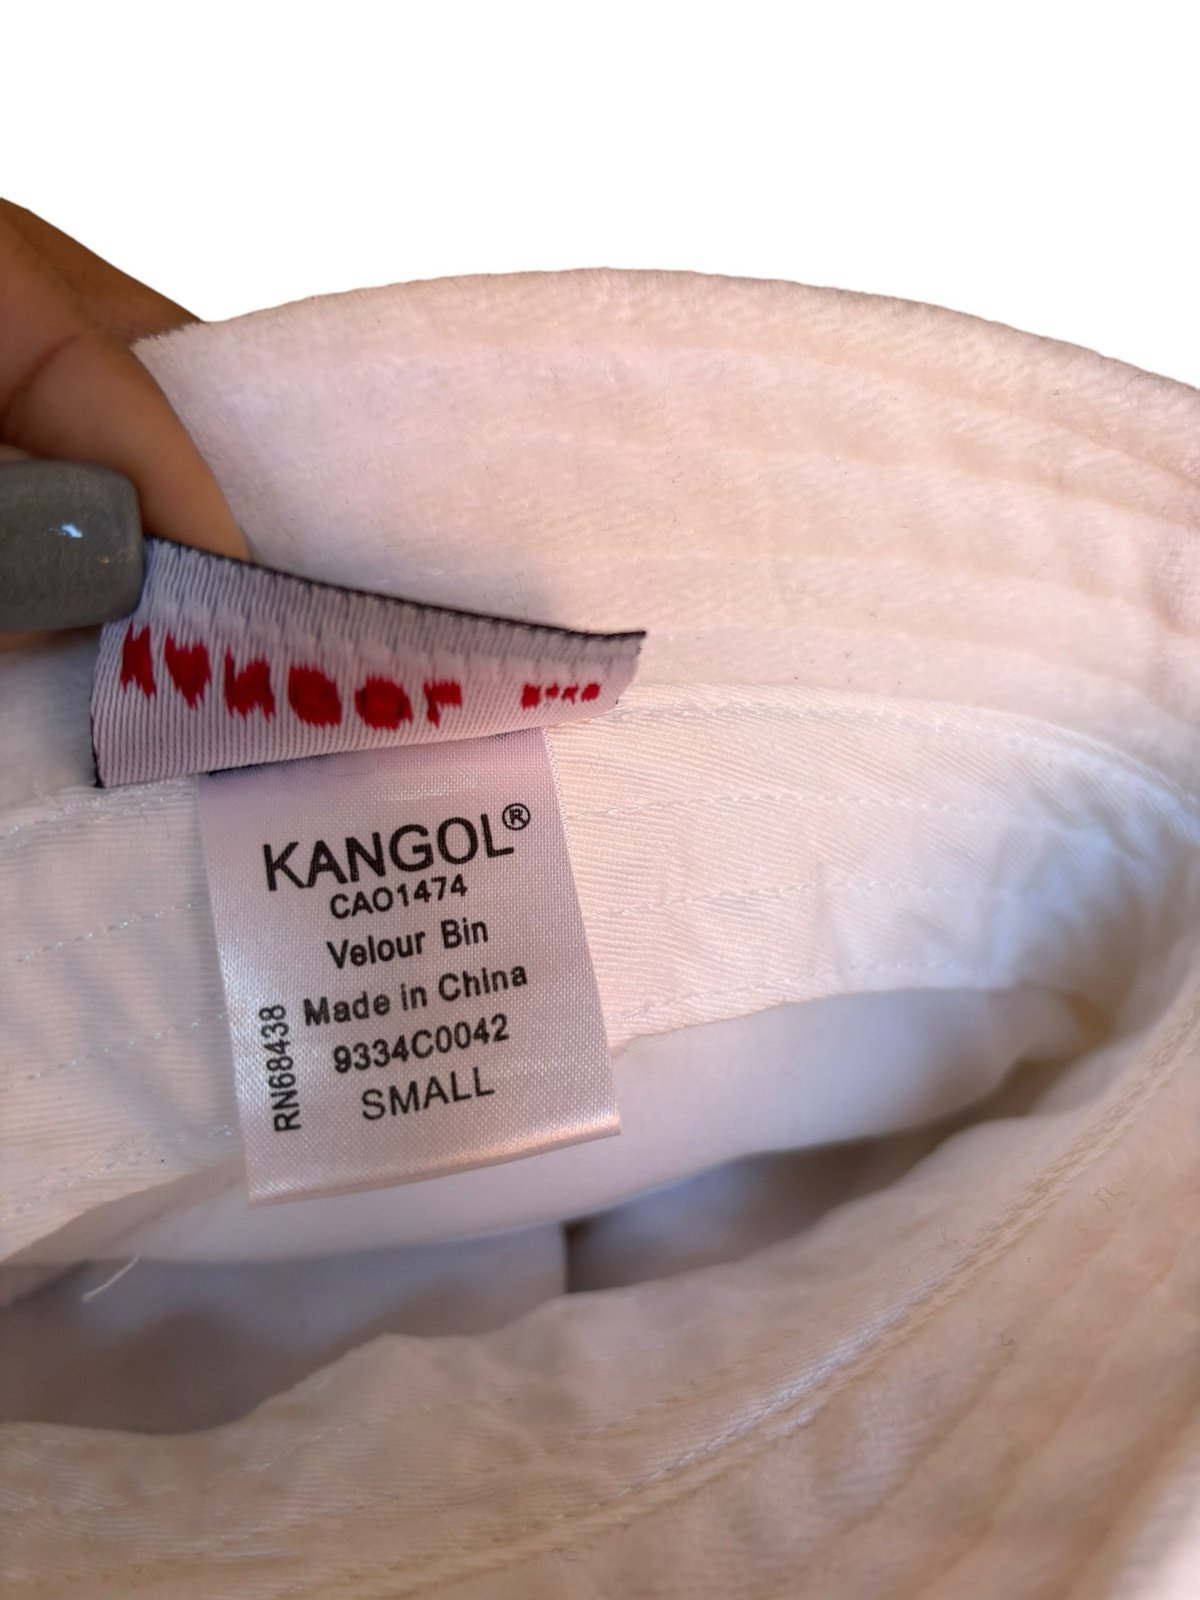 KANGOL®
CAO1474
Velour Bin
Made in China
9334C0042
SMALL
RN68438